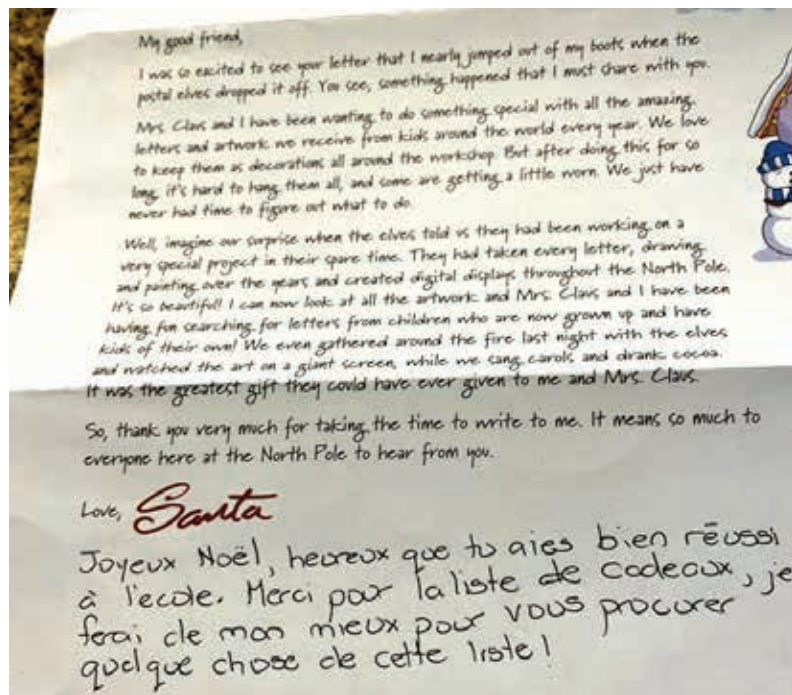 My good friend,
I was so excited to see your letter that I nearly jumped out of my boots when the
postal elves dropped it off. You see, something happened that I must share with you.
Mrs. Claus and I have been wanting to do something special with all the amazing
letters and artwork we receive from kids around the world every year. We love
to keep them as decorations all around the workshop. But after doing this for so
long, it's hard to hang them all, and some are getting a little worn. We just have
never had time to figure out what to do.
Well, imagine our surprise when the elves told us they had been working on a
very special project in their spare time. They had taken every letter, drawing
and painting over the years and created digital displays throughout the North Pole.
It's so beautiful! I can now look at all the artwork and Mrs. Claus and I have been
having fun searching for letters from children who are now grown up and have
kids of their own! We even gathered around the fire last night with the elves
and watched the art on a giant screen, while we sang carols and drank cocoa.
It was the greatest gift they could have ever given to me and Mrs. Claus.
So, thank you very much for taking the time to write to me. It means so much to
everyone here at the North Pole to hear from you.
Love, Santa
Joyeux Noël, heureux que tu aies bien réussi
à l'ecole. Merci pour la liste de cadeaux, je
ferai de mon mieux pour vous procurer
quelque chose de cette liste!